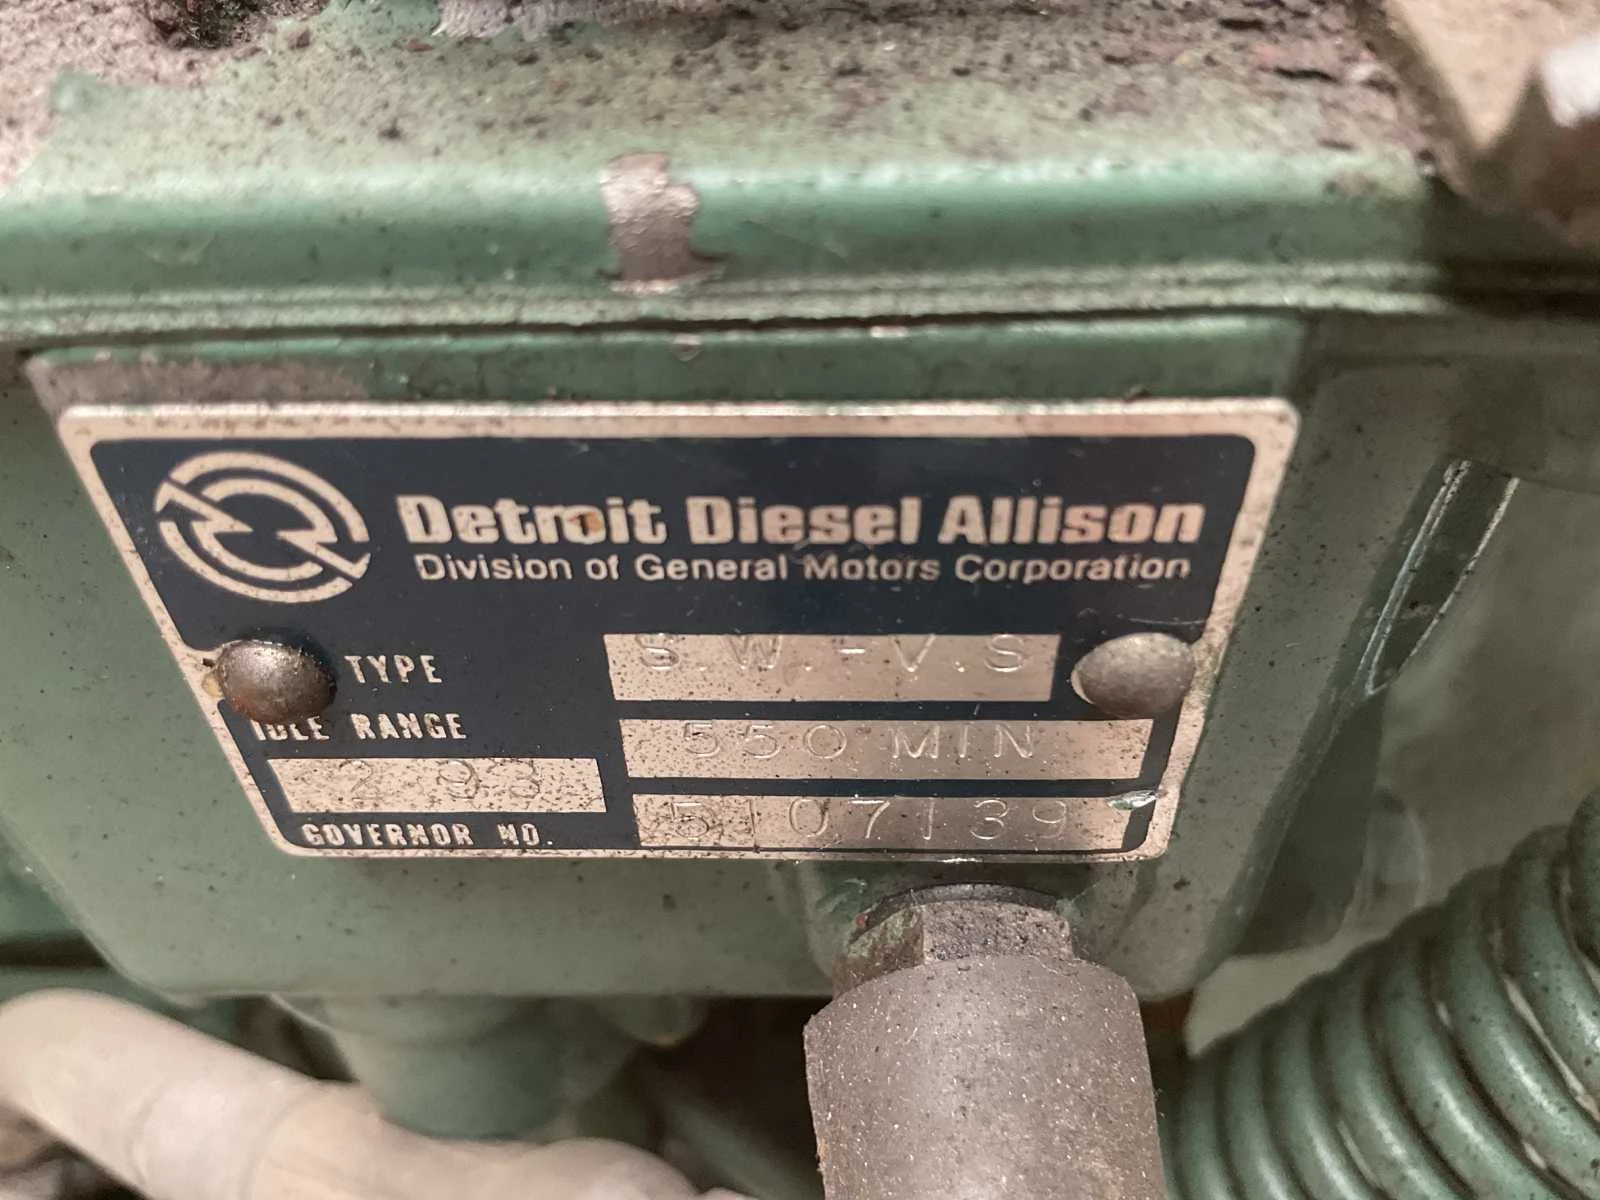 Detroit Diesel Allison
Division of General Motors Corporation
TYPE S.W.-V.S
IDLE RANGE 550 MIN
2 93
GOVERNOR NO. 5107139